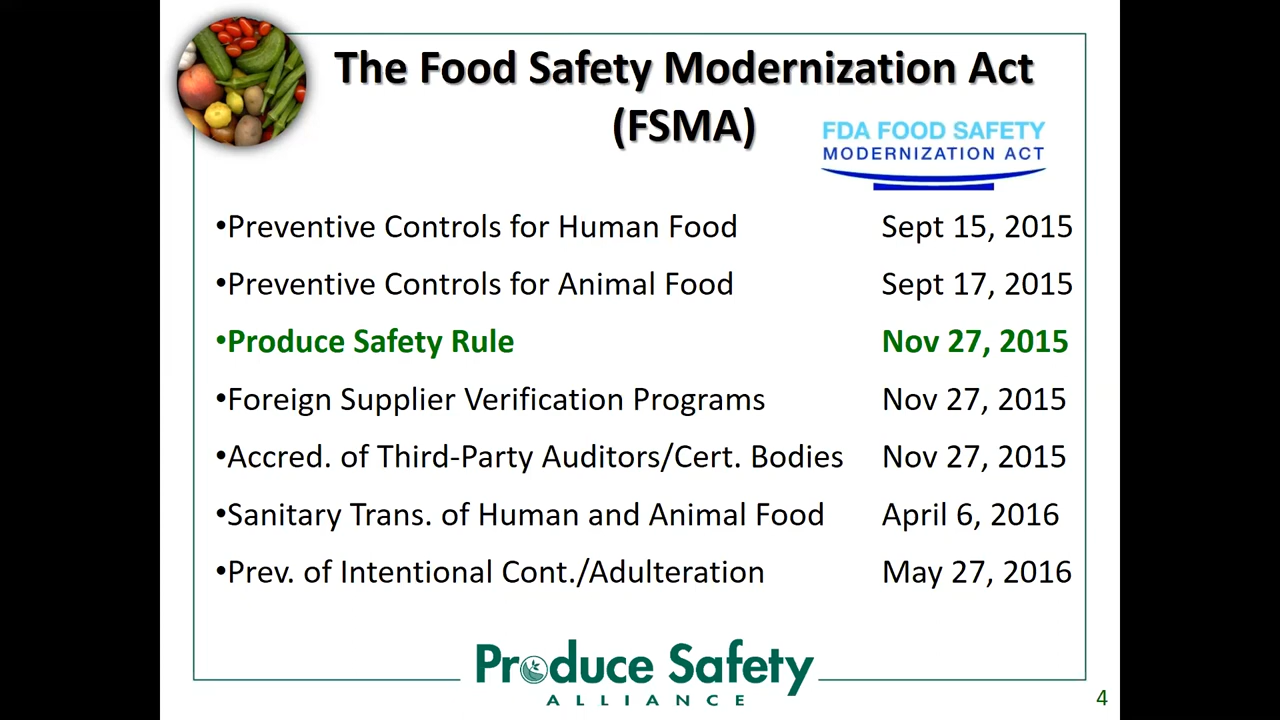 The Food Safety Modernization Act
(FSMA)
FDA FOOD SAFETY
MODERNIZATION ACT
•Preventive Controls for Human Food Sept 15, 2015
•Preventive Controls for Animal Food Sept 17, 2015
•Produce Safety Rule Nov 27, 2015
•Foreign Supplier Verification Programs Nov 27, 2015
•Accred. of Third-Party Auditors/Cert. Bodies Nov 27, 2015
•Sanitary Trans. of Human and Animal Food April 6, 2016
•Prev. of Intentional Cont./Adulteration May 27, 2016
Produce Safety
ALLIANCE
4